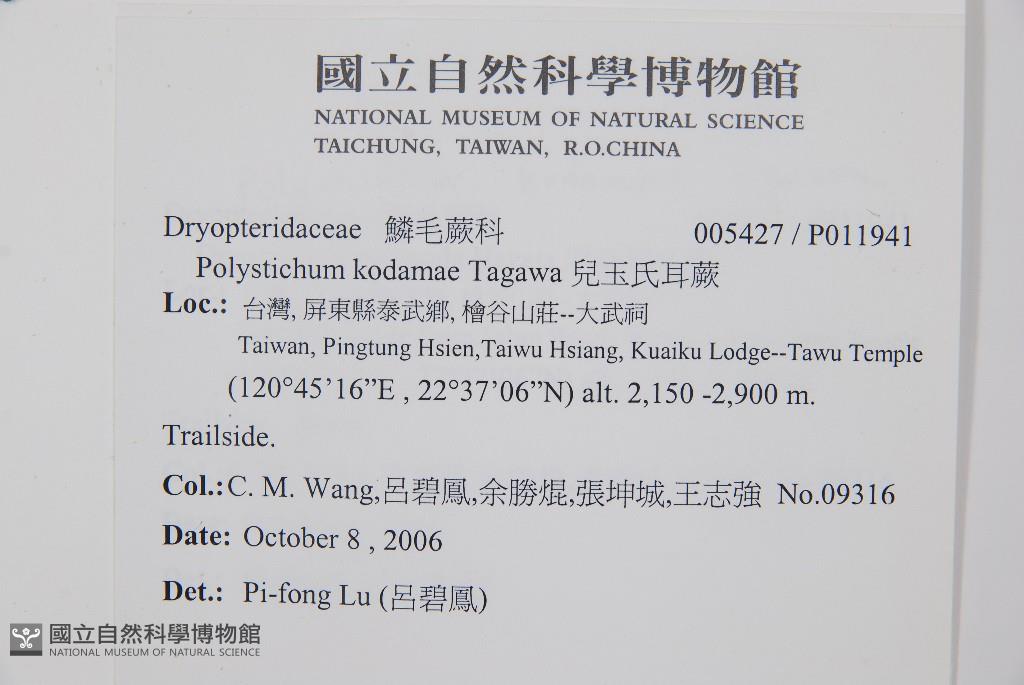 國立自然科學博物館
NATIONAL MUSEUM OF NATURAL SCIENCE
TAICHUNG, TAIWAN, R.O.CHINA
Dryopteridaceae 鱗毛蕨科 005427 / P011941
Polystichum kodamae Tagawa 兒玉氏耳蕨
Loc.: 台灣, 屏東縣泰武鄉, 檜谷山莊--大武祠
Taiwan, Pingtung Hsien,Taiwu Hsiang, Kuaiku Lodge--Tawu Temple
(120°45’16”E , 22°37’06”N) alt. 2,150 -2,900 m.
Trailside.
Col.: C. M. Wang,呂碧鳳,余勝焜,張坤城,王志強 No.09316
Date: October 8 , 2006
Det.: Pi-fong Lu (呂碧鳳)
國立自然科學博物館
NATIONAL MUSEUM OF NATURAL SCIENCE